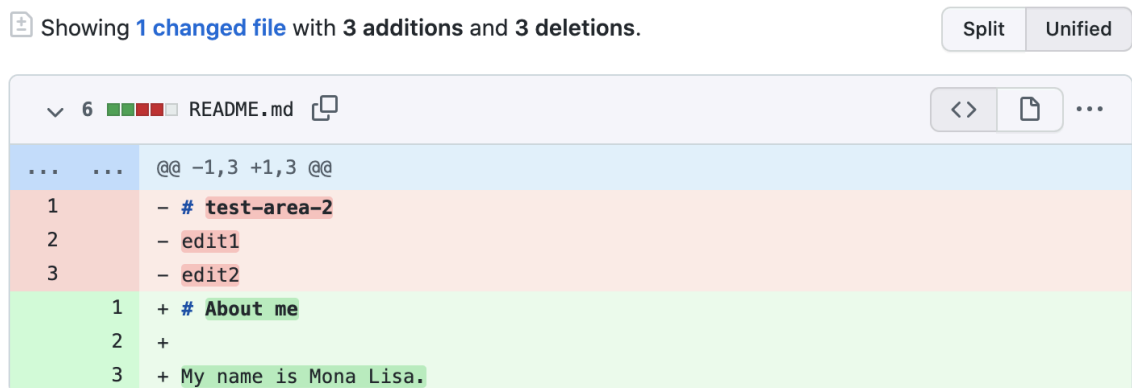 Showing 1 changed file with 3 additions and 3 deletions.
Split Unified
6 README.md
... ... @@ -1,3 +1,3 @@
1 - # test-area-2
2 - edit1
3 - edit2
1 + # About me
2 +
3 + My name is Mona Lisa.